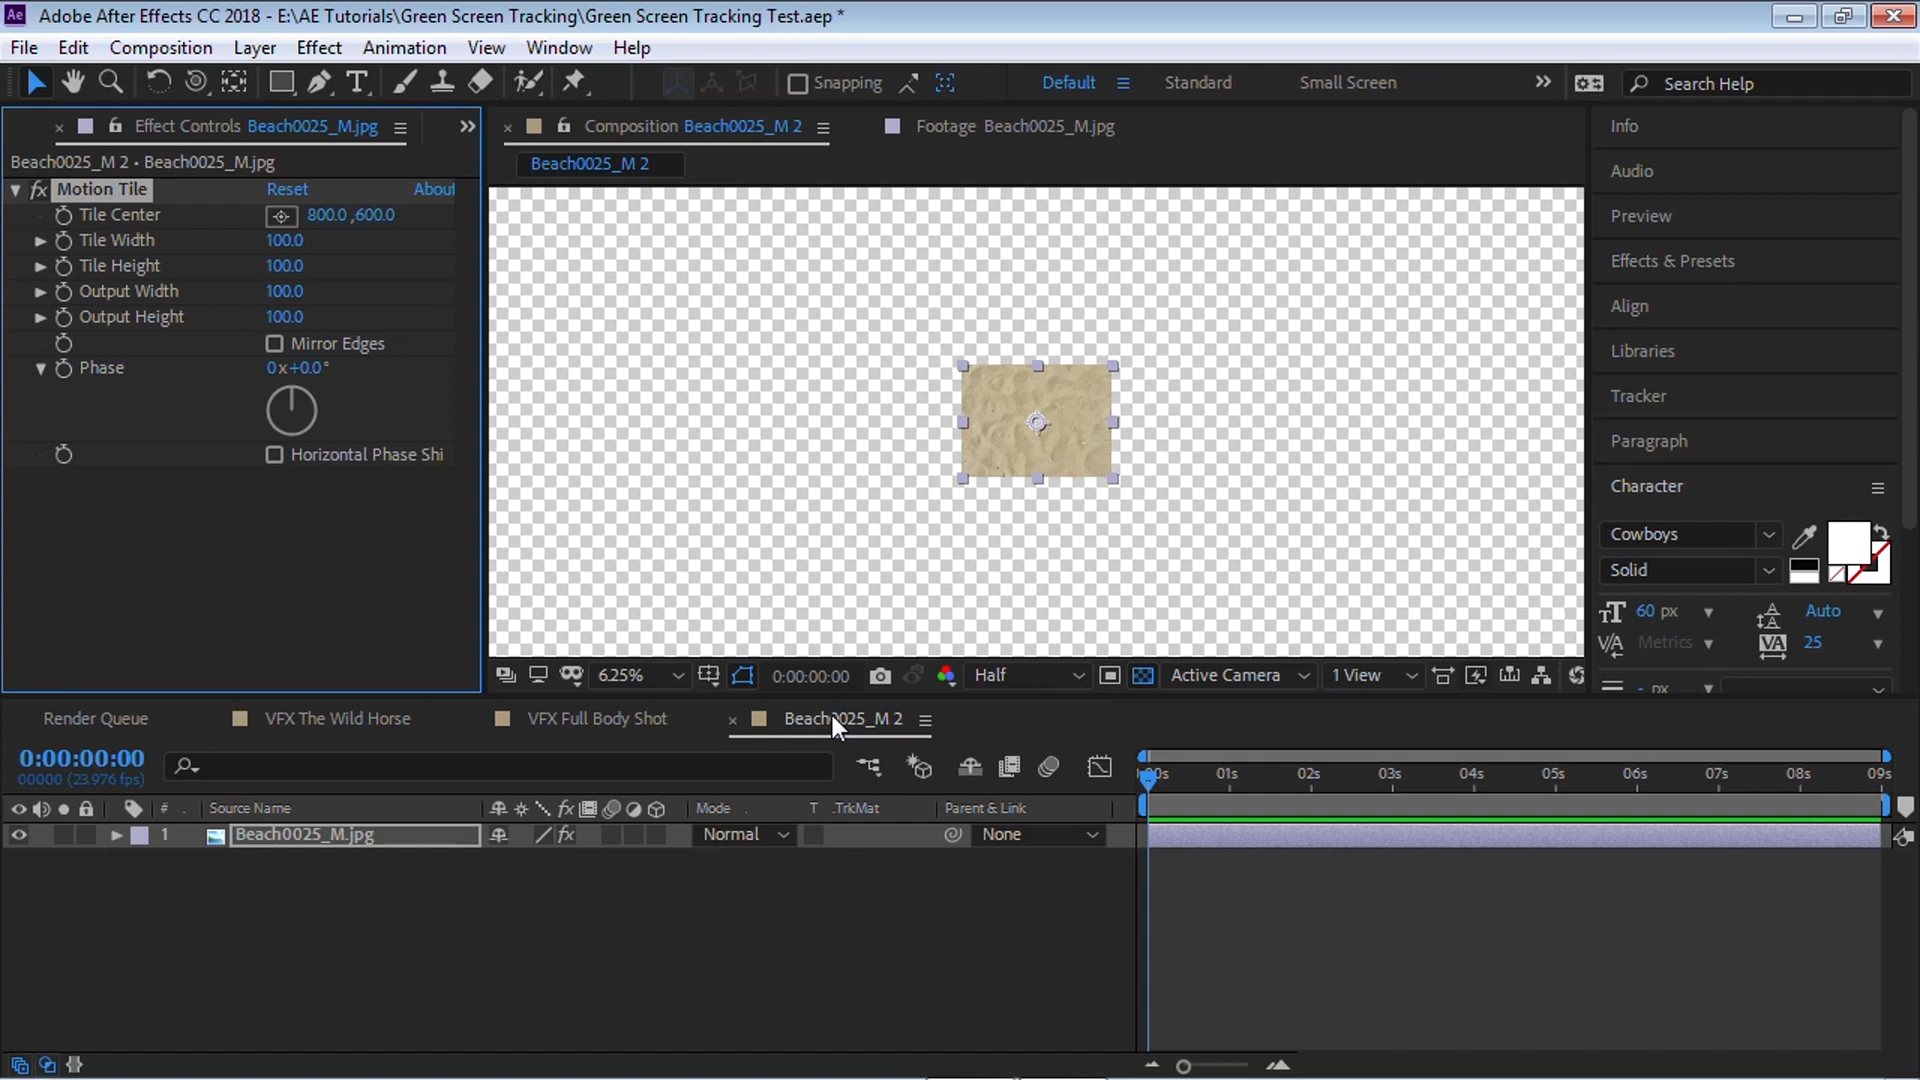 Ae Adobe After Effects CC 2018 - E:\AE Tutorials\Green Screen Tracking\Green Screen Tracking Test.aep *
File Edit Composition Layer Effect Animation View Window Help
Snapping Default Standard Small Screen Search Help
Effect Controls Beach0025_M.jpg
Composition Beach0025_M 2
Footage Beach0025_M.jpg
Beach0025_M 2 • Beach0025_M.jpg
Beach0025_M 2
fx Motion Tile Reset About
Tile Center 800.0 ,600.0
Tile Width 100.0
Tile Height 100.0
Output Width 100.0
Output Height 100.0
Mirror Edges
Phase 0x+0.0°
Horizontal Phase Shi
Info
Audio
Preview
Effects & Presets
Align
Libraries
Tracker
Paragraph
Character
Cowboys
Solid
60 px Auto
Metrics 25
- px
6.25% 0:00:00:00 Half Active Camera 1 View
Render Queue VFX The Wild Horse VFX Full Body Shot Beach0025_M 2
0:00:00:00
00000 (23.976 fps)
01s 02s 03s 04s 05s 06s 07s 08s 09s
# Source Name fx Mode T .TrkMat Parent & Link
1 Beach0025_M.jpg fx Normal None